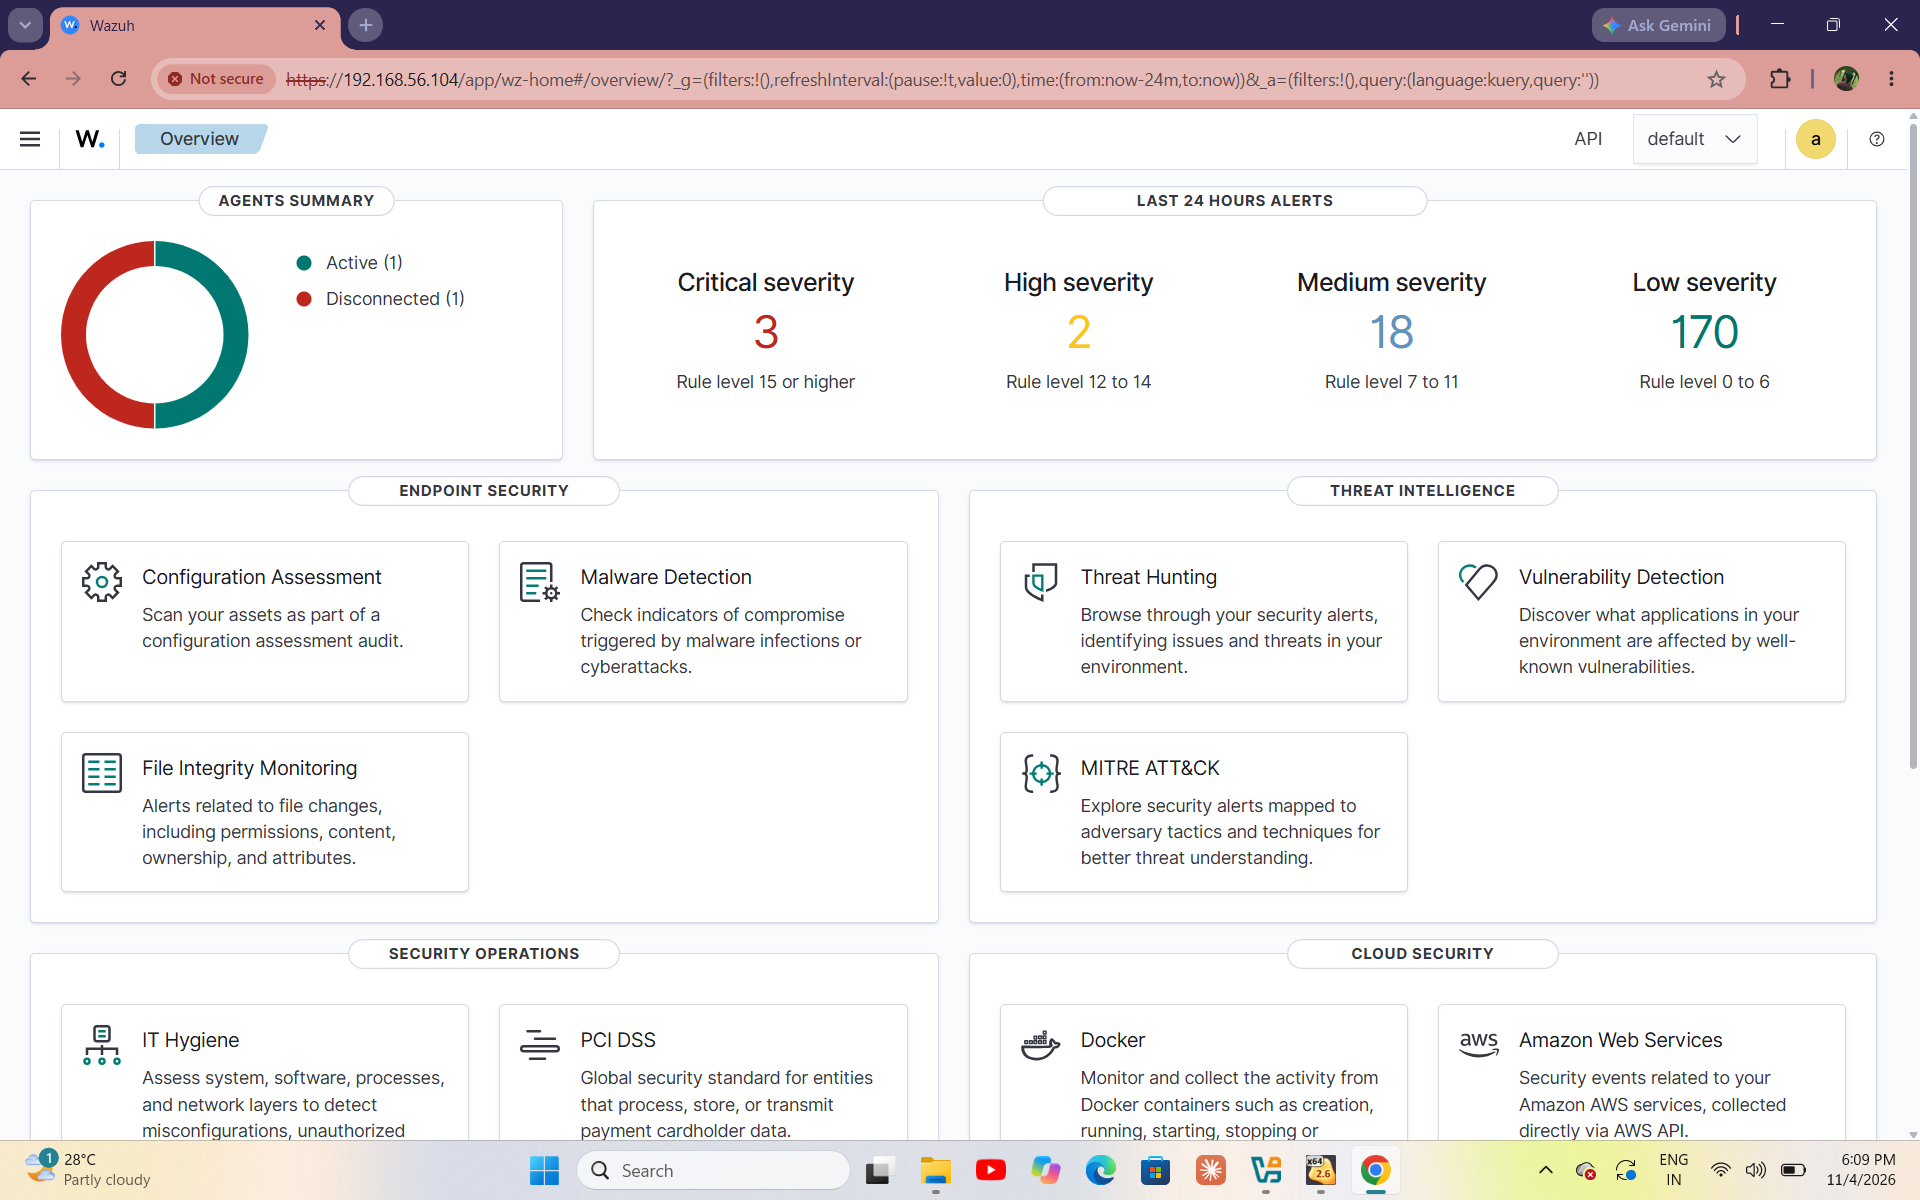 Wazuh
Ask Gemini
Not secure
https://192.168.56.104/app/wz-home#/overview/?_g=(filters:!(),refreshInterval:(pause:!t,value:0),time:(from:now-24m,to:now))&_a=(filters:!(),query:(language:kuery,query:''))
W.
Overview
API
default
a
AGENTS SUMMARY
Active (1)
Disconnected (1)
LAST 24 HOURS ALERTS
Critical severity
3
Rule level 15 or higher
High severity
2
Rule level 12 to 14
Medium severity
18
Rule level 7 to 11
Low severity
170
Rule level 0 to 6
ENDPOINT SECURITY
Configuration Assessment
Scan your assets as part of a
configuration assessment audit.
Malware Detection
Check indicators of compromise
triggered by malware infections or
cyberattacks.
File Integrity Monitoring
Alerts related to file changes,
including permissions, content,
ownership, and attributes.
THREAT INTELLIGENCE
Threat Hunting
Browse through your security alerts,
identifying issues and threats in your
environment.
Vulnerability Detection
Discover what applications in your
environment are affected by well-
known vulnerabilities.
MITRE ATT&CK
Explore security alerts mapped to
adversary tactics and techniques for
better threat understanding.
SECURITY OPERATIONS
IT Hygiene
Assess system, software, processes,
and network layers to detect
misconfigurations, unauthorized
PCI DSS
Global security standard for entities
that process, store, or transmit
payment cardholder data.
CLOUD SECURITY
Docker
Monitor and collect the activity from
Docker containers such as creation,
running, starting, stopping or
aws
Amazon Web Services
Security events related to your
Amazon AWS services, collected
directly via AWS API.
1
28°C
Partly cloudy
Search
x64
2.6
ENG
IN
6:09 PM
11/4/2026